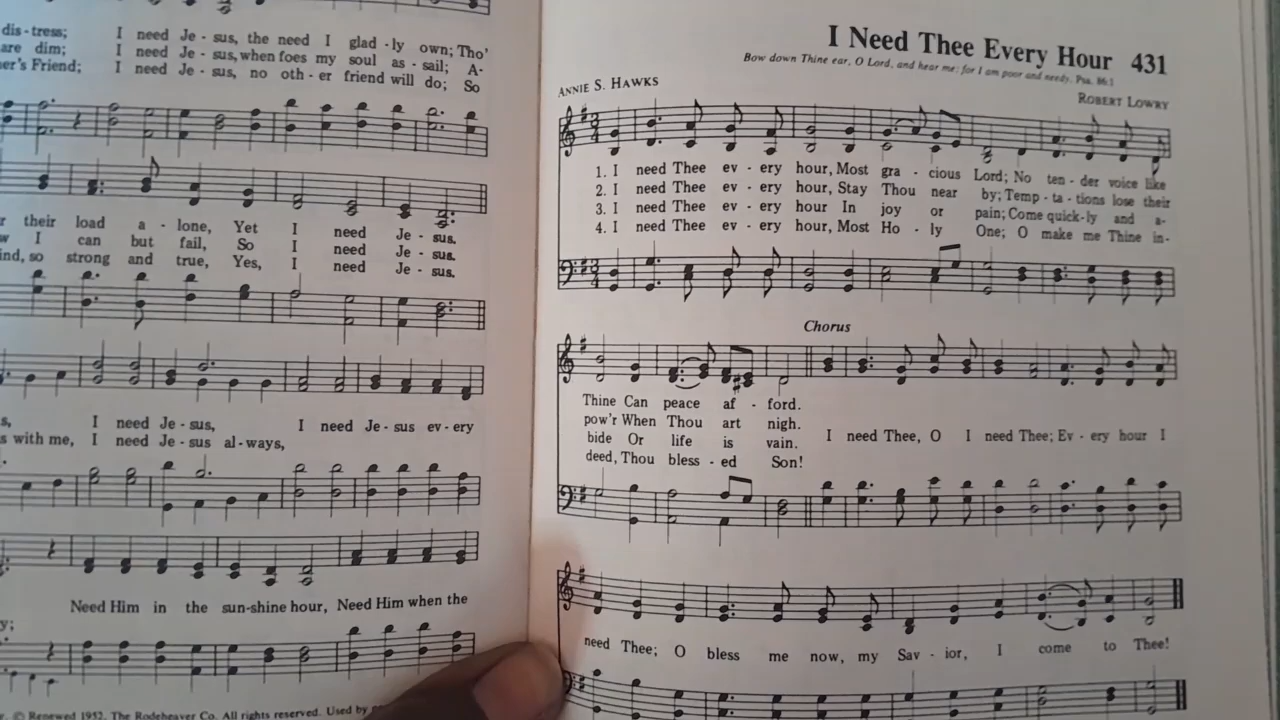 dis-tress; I need Je - sus, the need I glad - ly own; Tho'
are dim; I need Je - sus, when foes my soul as - sail; A-
er's Friend; I need Je - sus, no oth - er friend will do; So
their load a - lone, Yet I need Je - sus.
I can but fail, So I need Je - sus.
ind, so strong and true, Yes, I need Je - sus.
I need Je - sus, I need Je - sus ev - ery
s with me, I need Je - sus al - ways,
Need Him in the sun-shine hour, Need Him when the
© Renewed 1952, The Rodeheaver Co. All rights reserved. Used by
I Need Thee Every Hour 431
Bow down Thine ear, O Lord, and hear me; for I am poor and needy. Psa. 86:1
ANNIE S. HAWKS
ROBERT LOWRY
1. I need Thee ev - ery hour, Most gra - cious Lord; No ten - der voice like
2. I need Thee ev - ery hour, Stay Thou near by; Temp - ta - tions lose their
3. I need Thee ev - ery hour In joy or pain; Come quick - ly and a-
4. I need Thee ev - ery hour, Most Ho - ly One; O make me Thine in-
Chorus
Thine Can peace af - ford.
pow'r When Thou art nigh.
bide Or life is vain.
deed, Thou bless - ed Son!
I need Thee, O I need Thee; Ev - ery hour I
need Thee; O bless me now, my Sav - ior, I come to Thee!